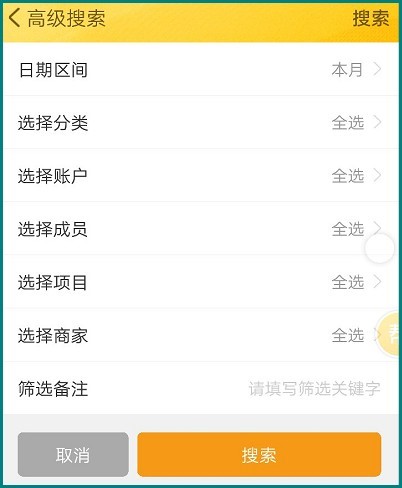 高级搜索 搜索
日期区间 本月
选择分类 全选
选择账户 全选
选择成员 全选
选择项目 全选
选择商家 全选
筛选备注 请填写筛选关键字
取消 搜索